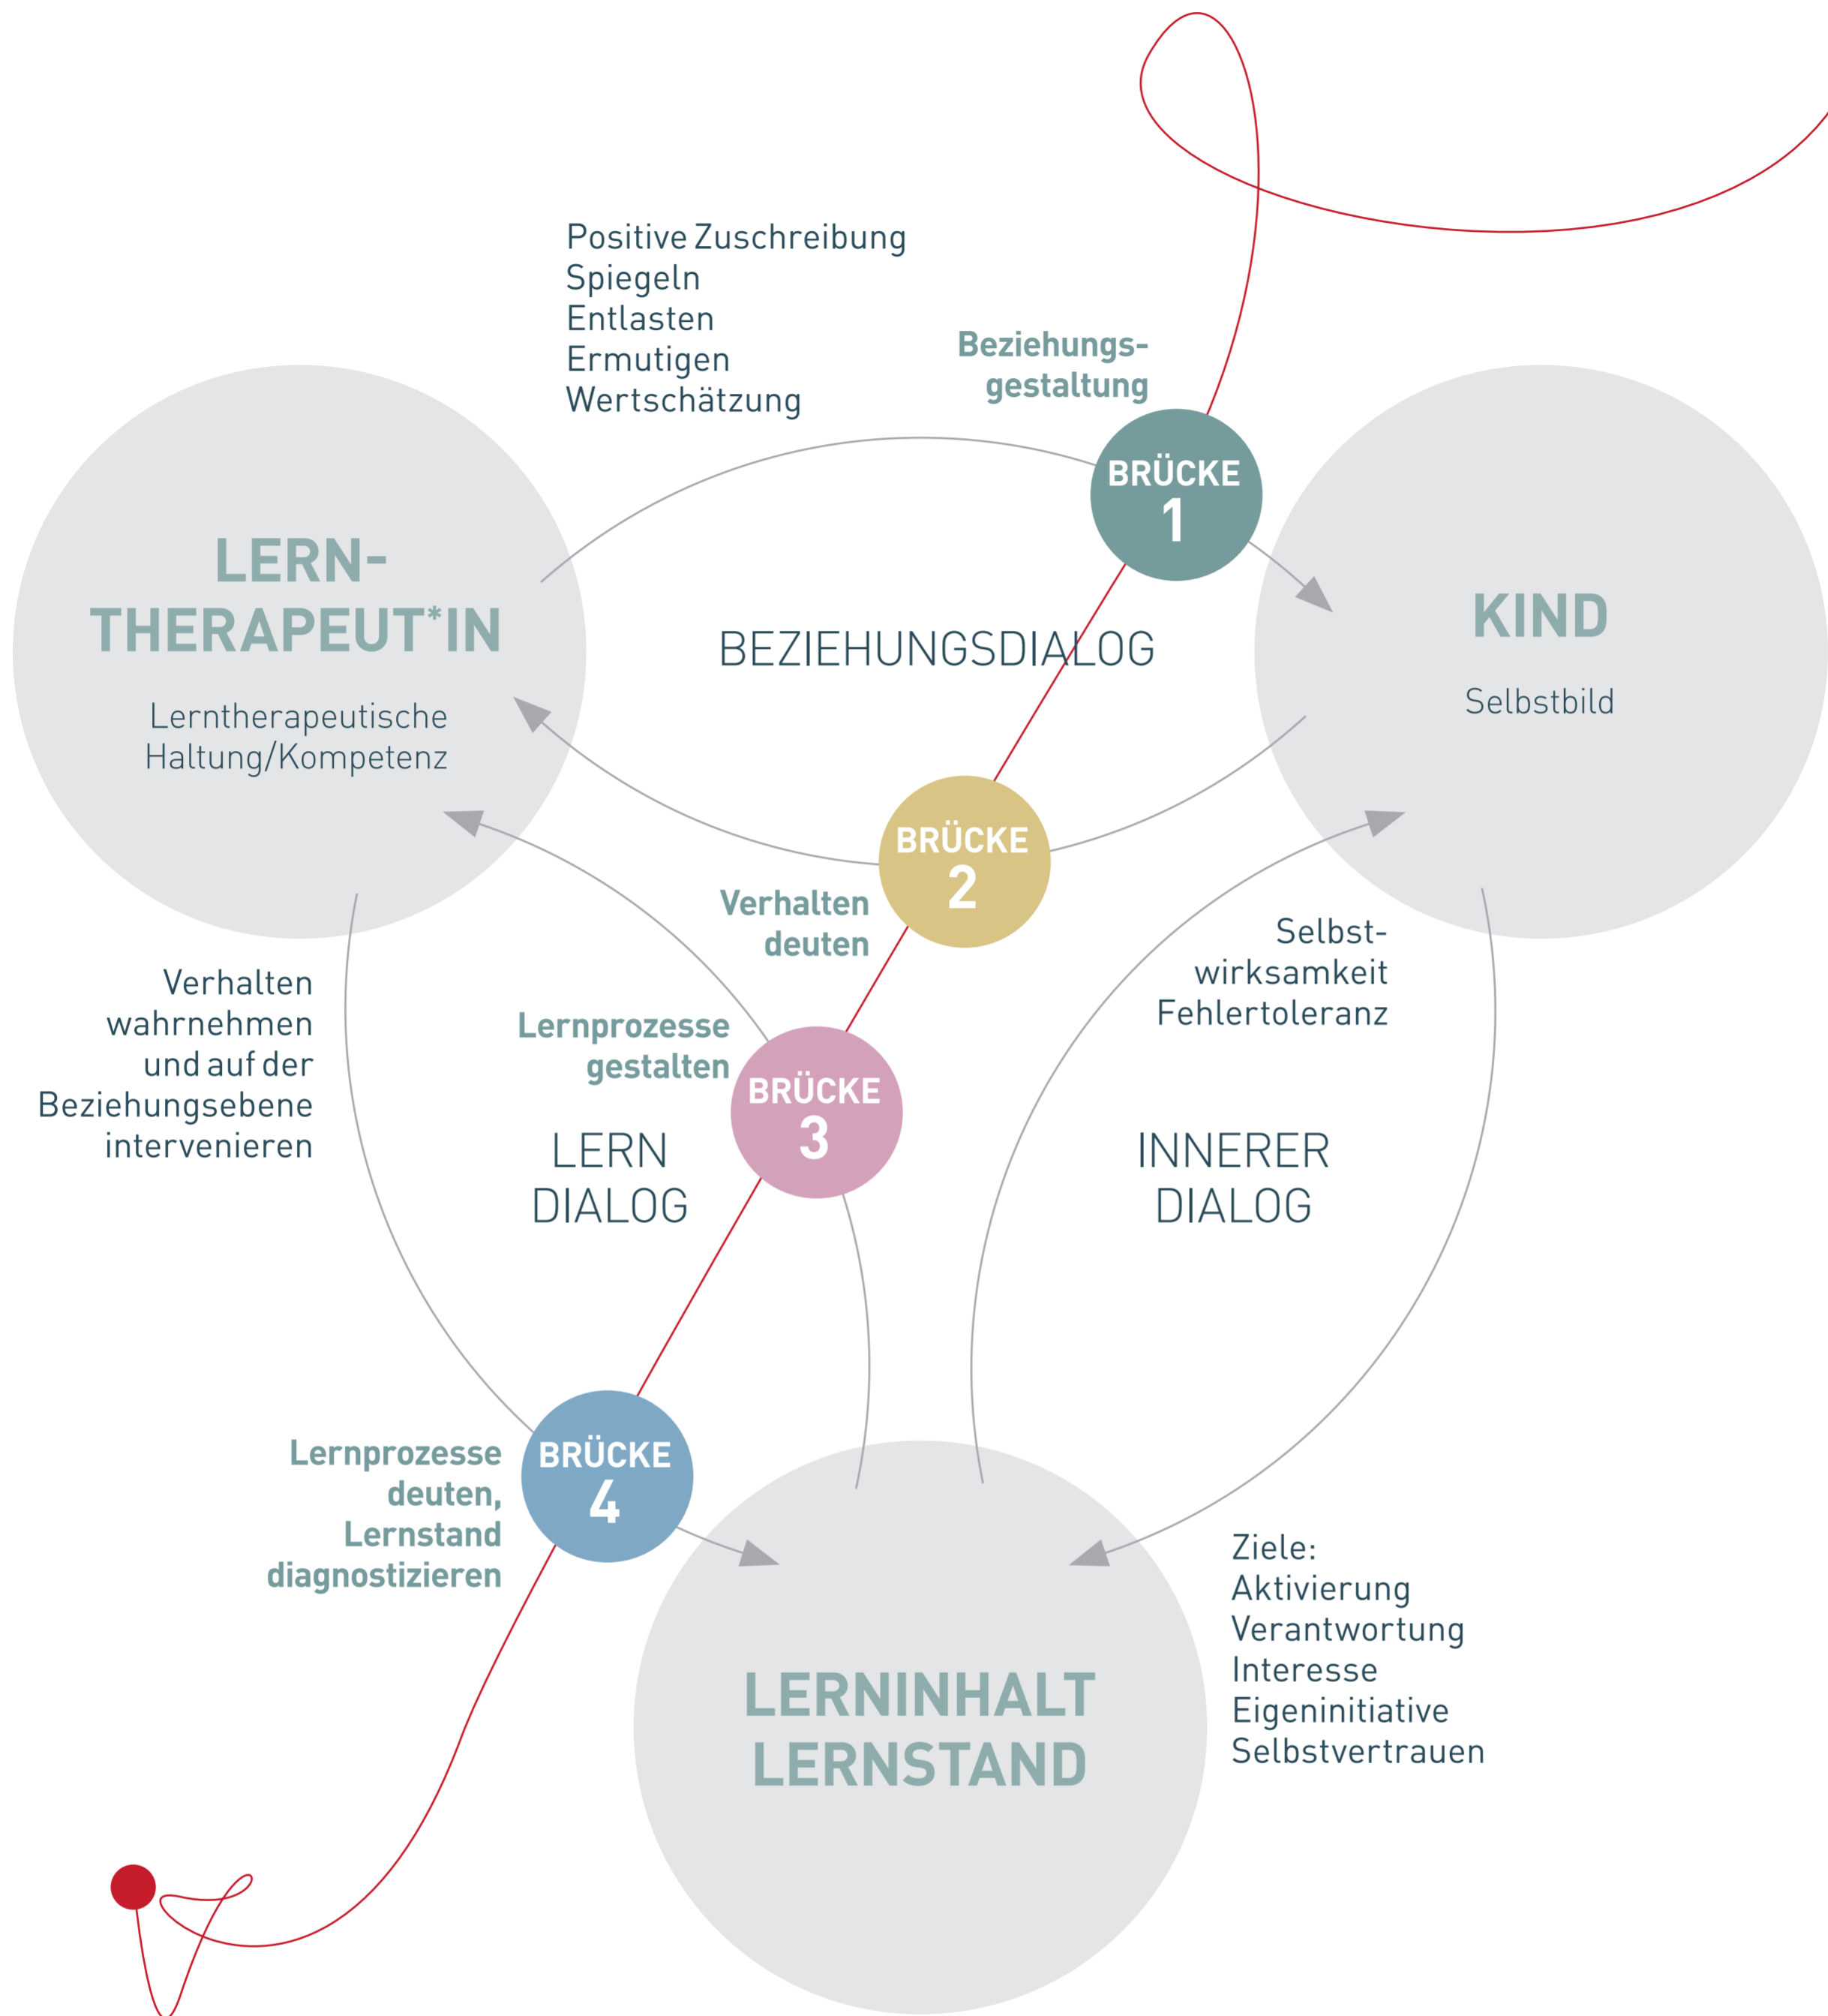 Positive Zuschreibung
Spiegeln
Entlasten
Ermutigen
Wertschätzung
Beziehungs-
gestaltung
BRÜCKE
1
LERN-
THERAPEUT*IN
Lerntherapeutische
Haltung/Kompetenz
BEZIEHUNGSDIALOG
KIND
Selbstbild
BRÜCKE
2
Verhalten
deuten
Verhalten
wahrnehmen
und auf der
Beziehungsebene
intervenieren
Lernprozesse
gestalten
BRÜCKE
3
Selbst-
wirksamkeit
Fehlertoleranz
LERN
DIALOG
INNERER
DIALOG
Lernprozesse
deuten,
Lernstand
diagnostizieren
BRÜCKE
4
LERNINHALT
LERNSTAND
Ziele:
Aktivierung
Verantwortung
Interesse
Eigeninitiative
Selbstvertrauen